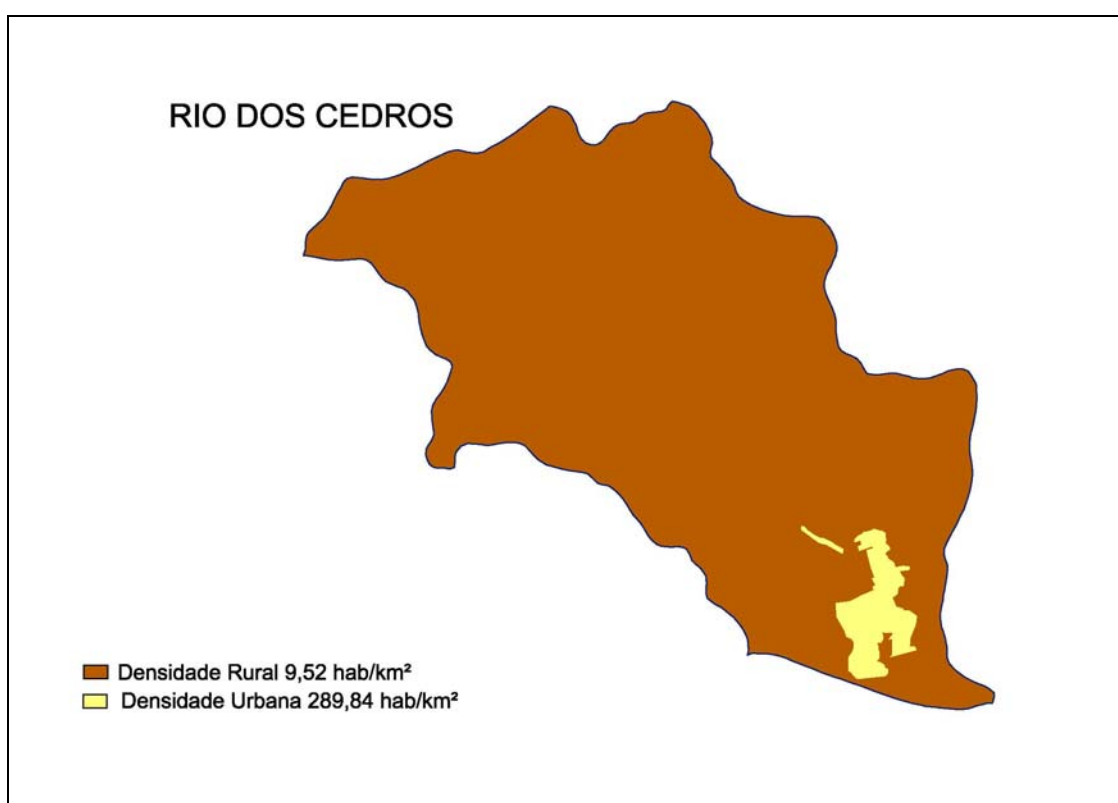 RIO DOS CEDROS
Densidade Rural 9,52 hab/km²
Densidade Urbana 289,84 hab/km²